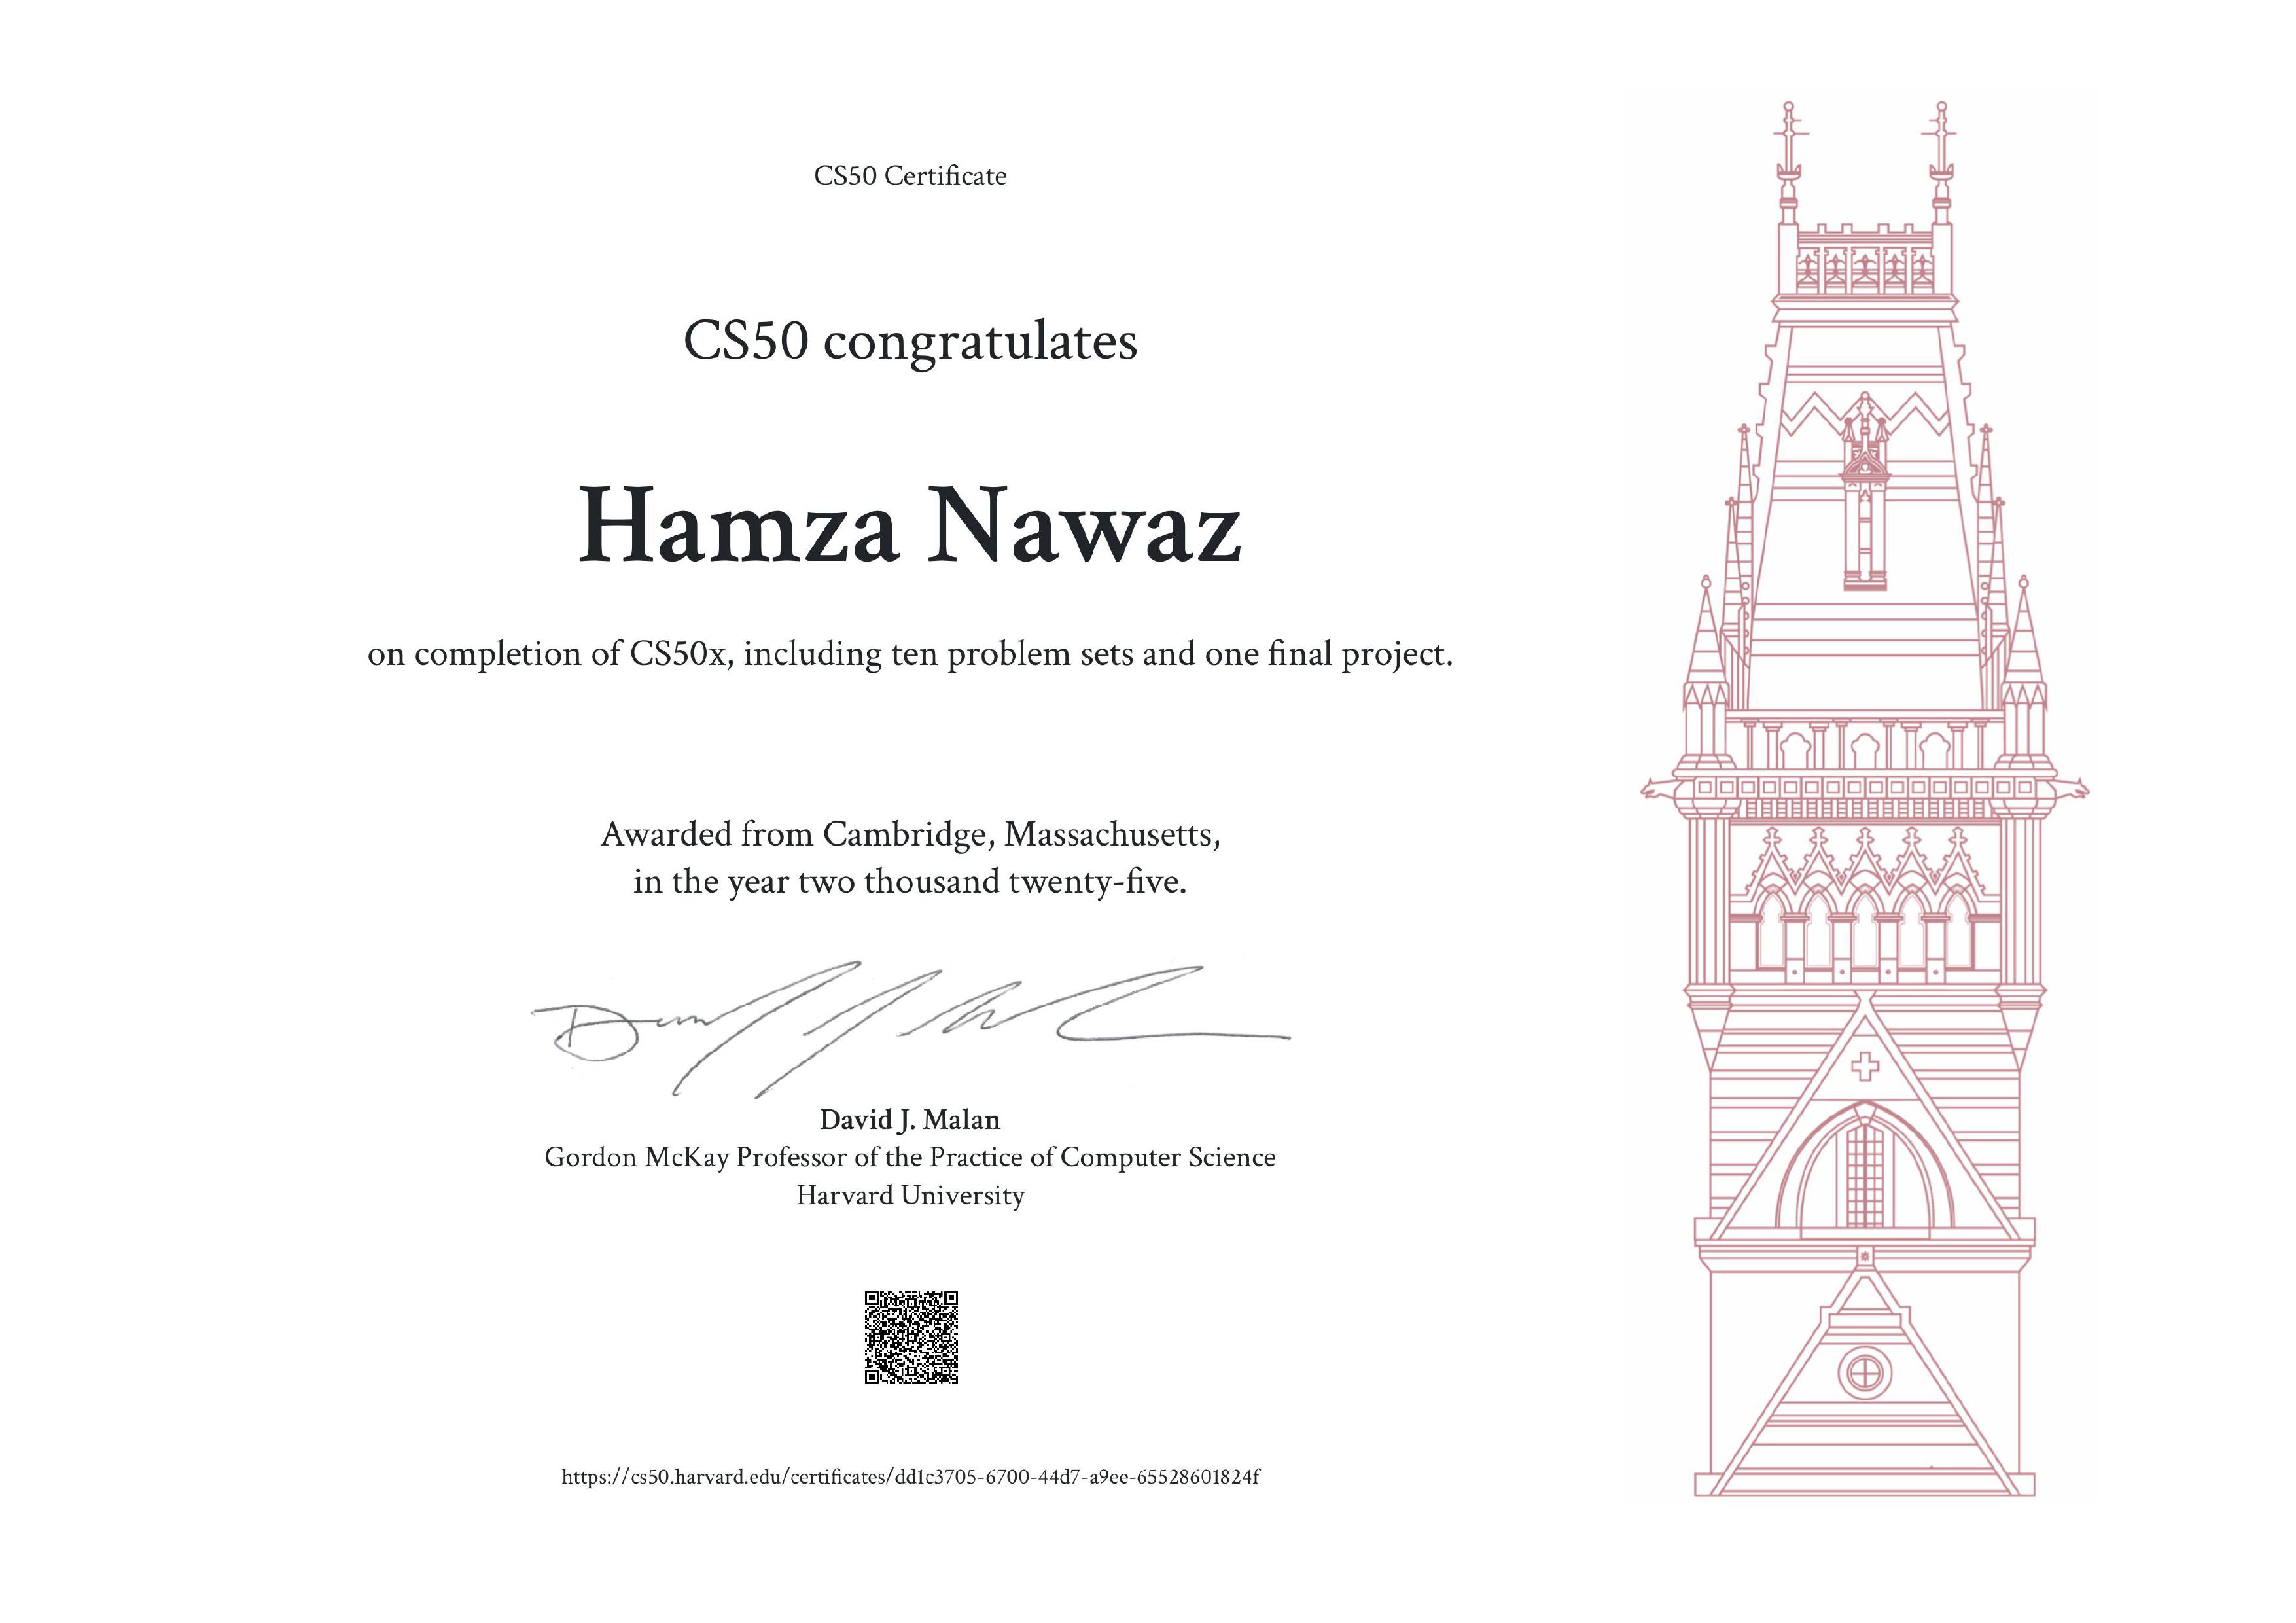 CS50 Certificate
CS50 congratulates
Hamza Nawaz
on completion of CS50x, including ten problem sets and one final project.
Awarded from Cambridge, Massachusetts,
in the year two thousand twenty-five.
David J. Malan
Gordon McKay Professor of the Practice of Computer Science
Harvard University
https://cs50.harvard.edu/certificates/dd1c3705-6700-44d7-a9ee-65528601824f